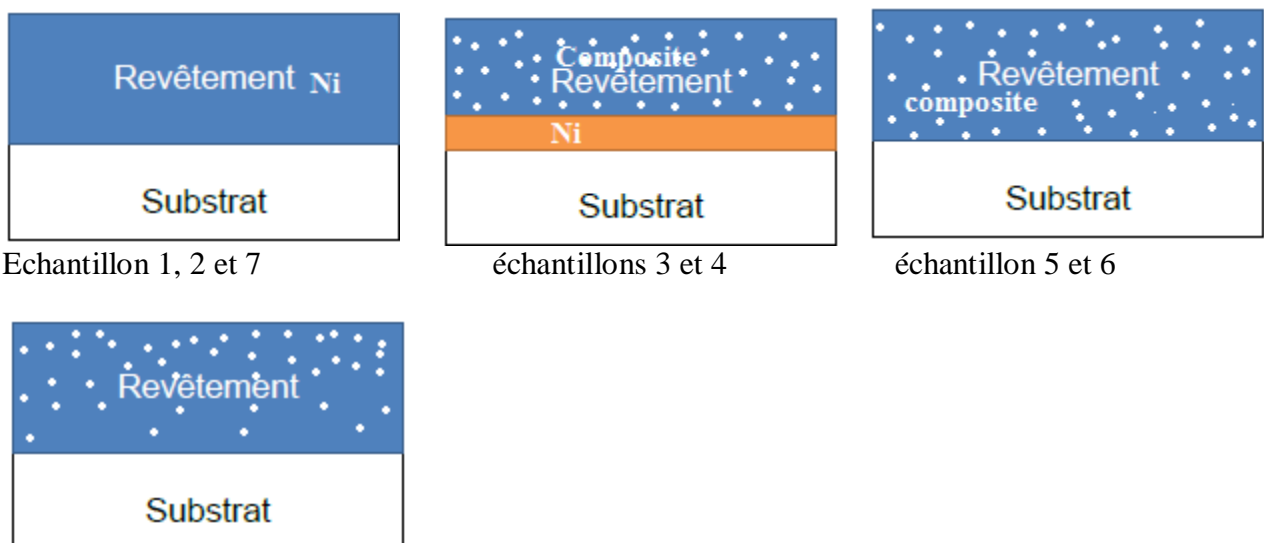 Revêtement Ni
Substrat
Echantillon 1, 2 et 7
Composite
Revêtement
Ni
Substrat
échantillons 3 et 4
Revêtement
composite
Substrat
échantillon 5 et 6
Revêtement
Substrat